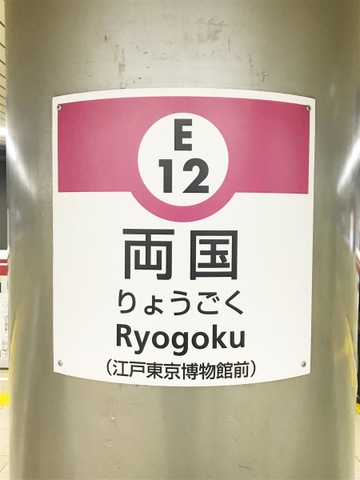 E
12
両国
りょうごく
Ryogoku
(江戸東京博物館前)